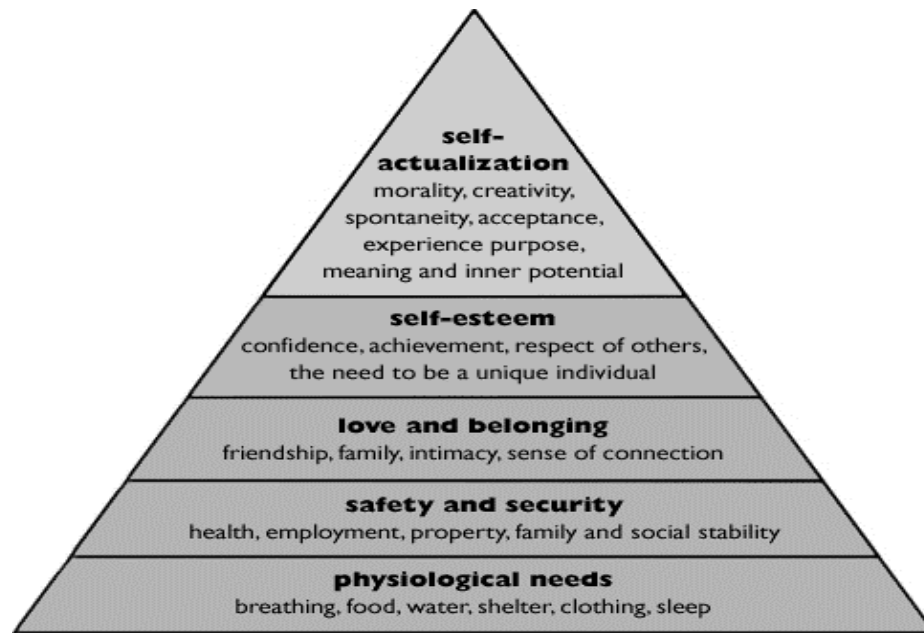 self-
actualization
morality, creativity,
spontaneity, acceptance,
experience purpose,
meaning and inner potential
self-esteem
confidence, achievement, respect of others,
the need to be a unique individual
love and belonging
friendship, family, intimacy, sense of connection
safety and security
health, employment, property, family and social stability
physiological needs
breathing, food, water, shelter, clothing, sleep